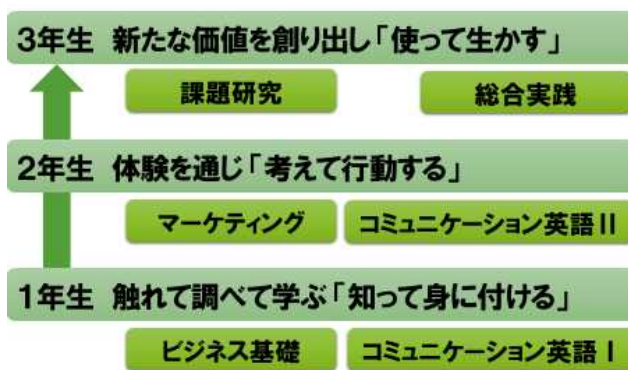 3年生 新たな価値を創り出し「使って生かす」
課題研究 総合実践
2年生 体験を通じ「考えて行動する」
マーケティング コミュニケーション英語II
1年生 触れて調べて学ぶ「知って身に付ける」
ビジネス基礎 コミュニケーション英語I